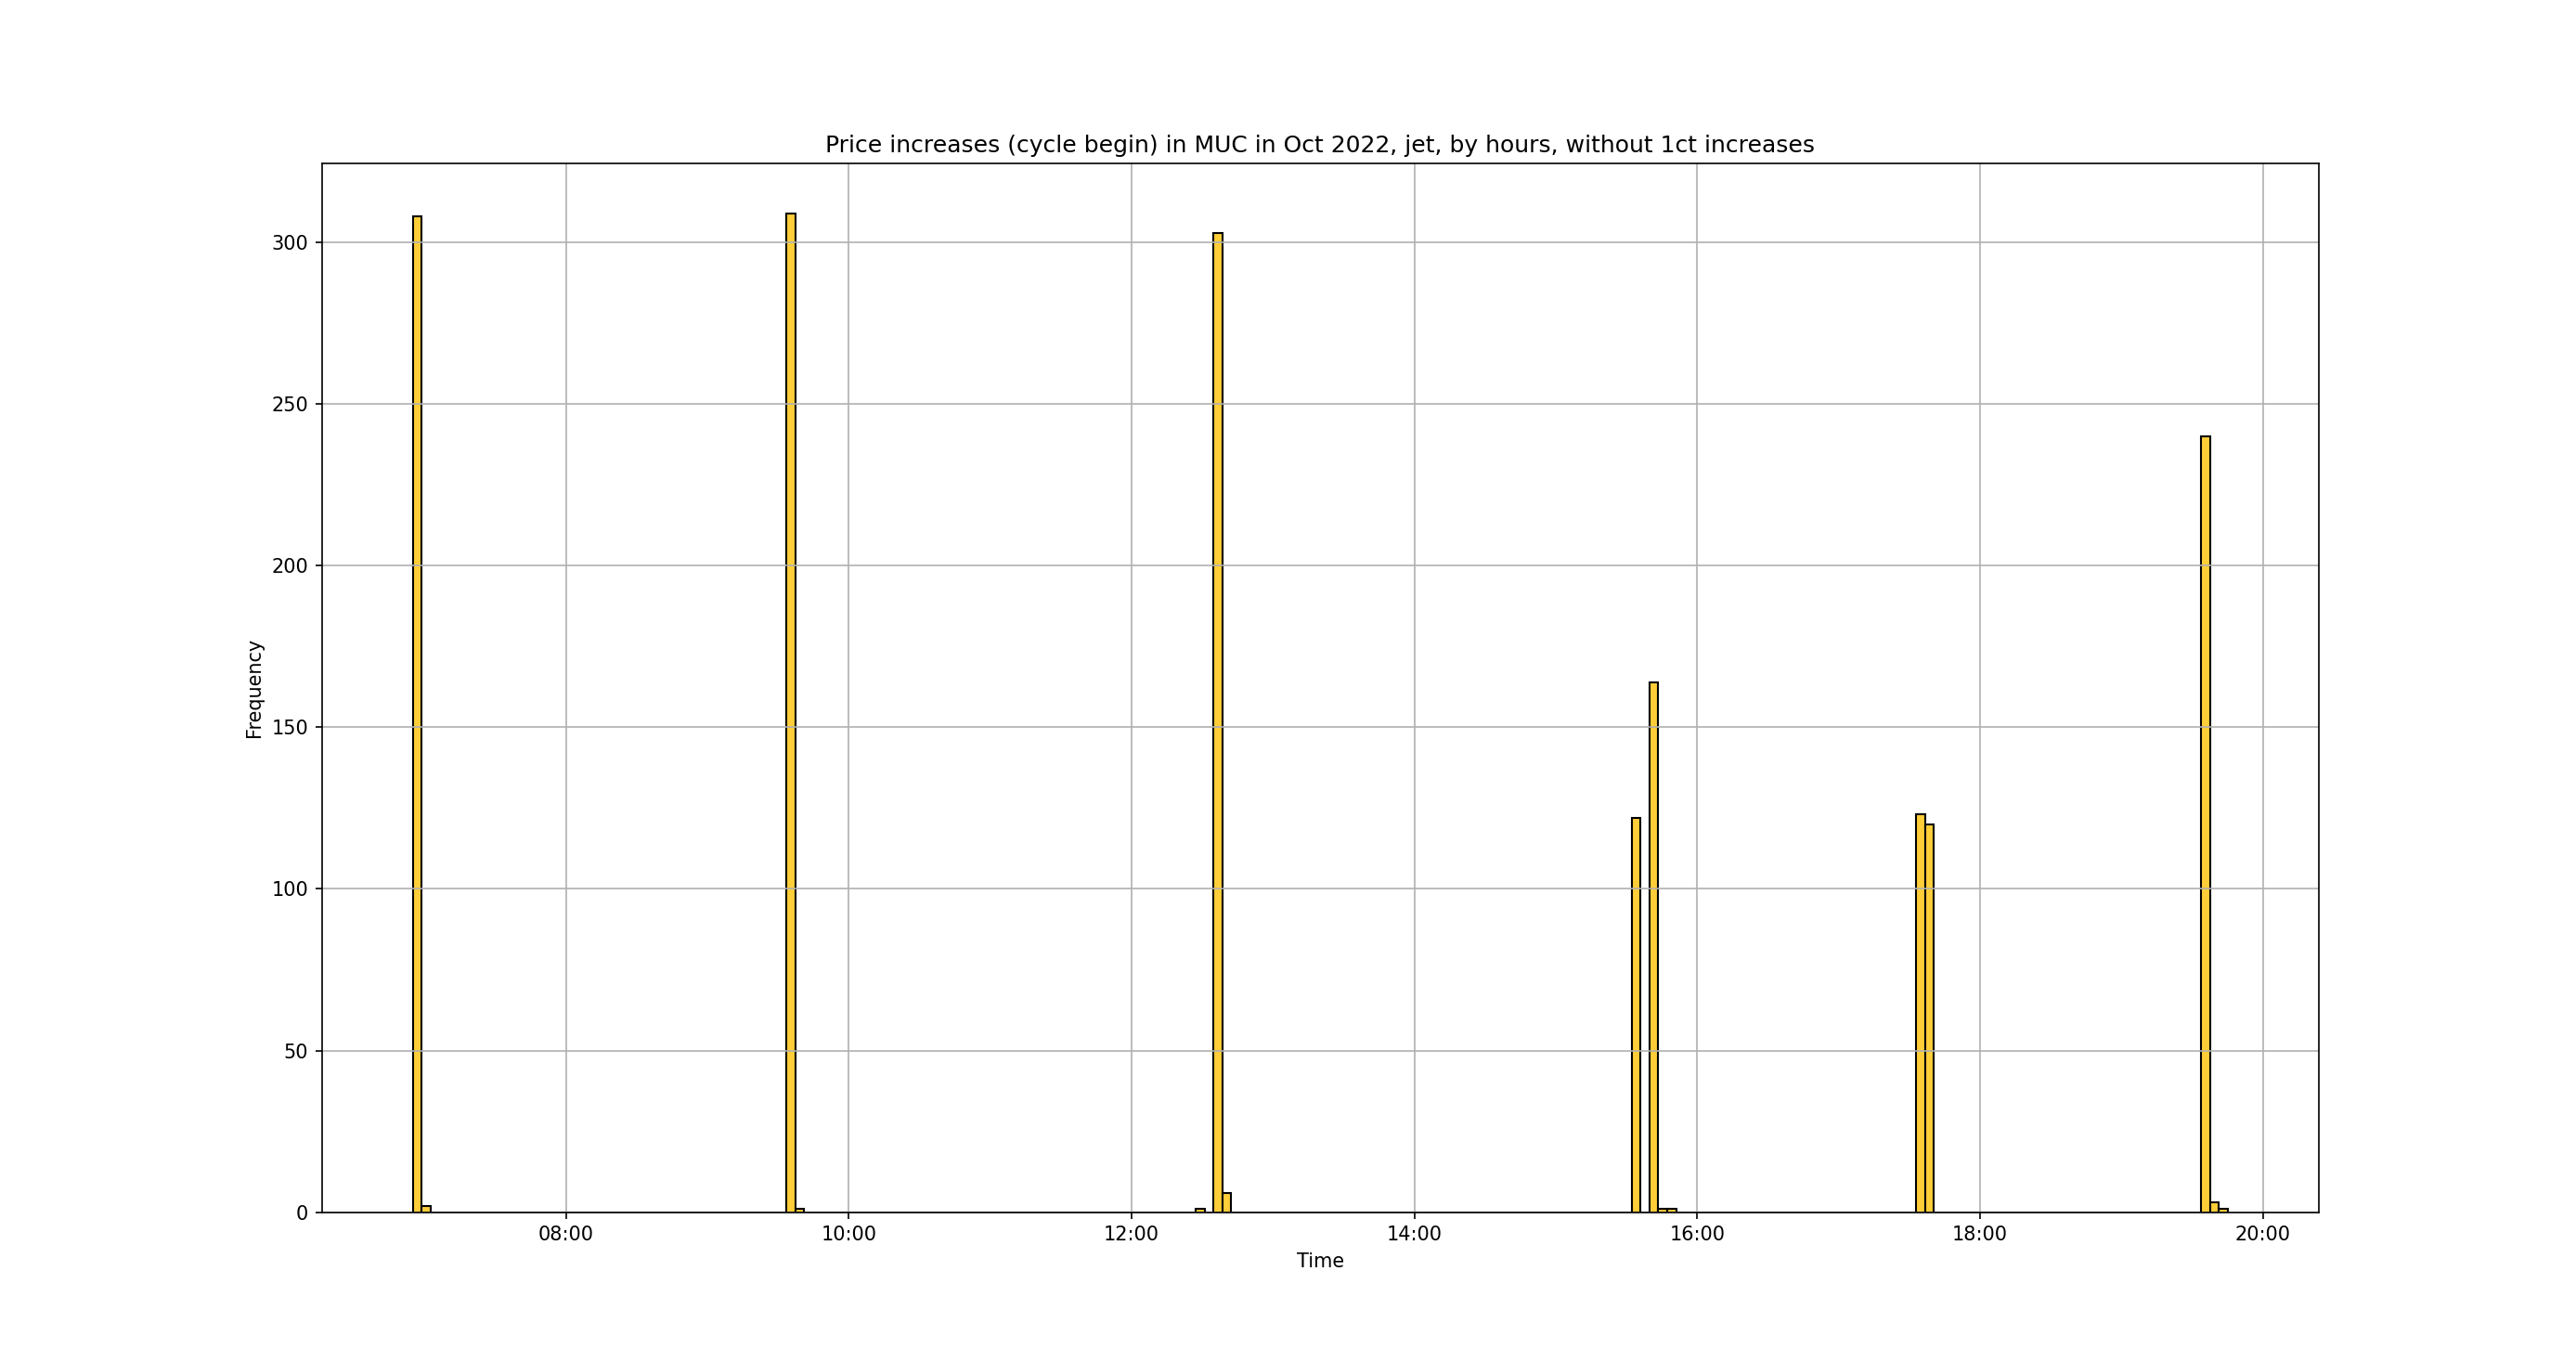 Price increases (cycle begin) in MUC in Oct 2022, jet, by hours, without 1ct increases
300
250
200
150
100
50
0
Frequency
08:00 10:00 12:00 14:00 16:00 18:00 20:00
Time